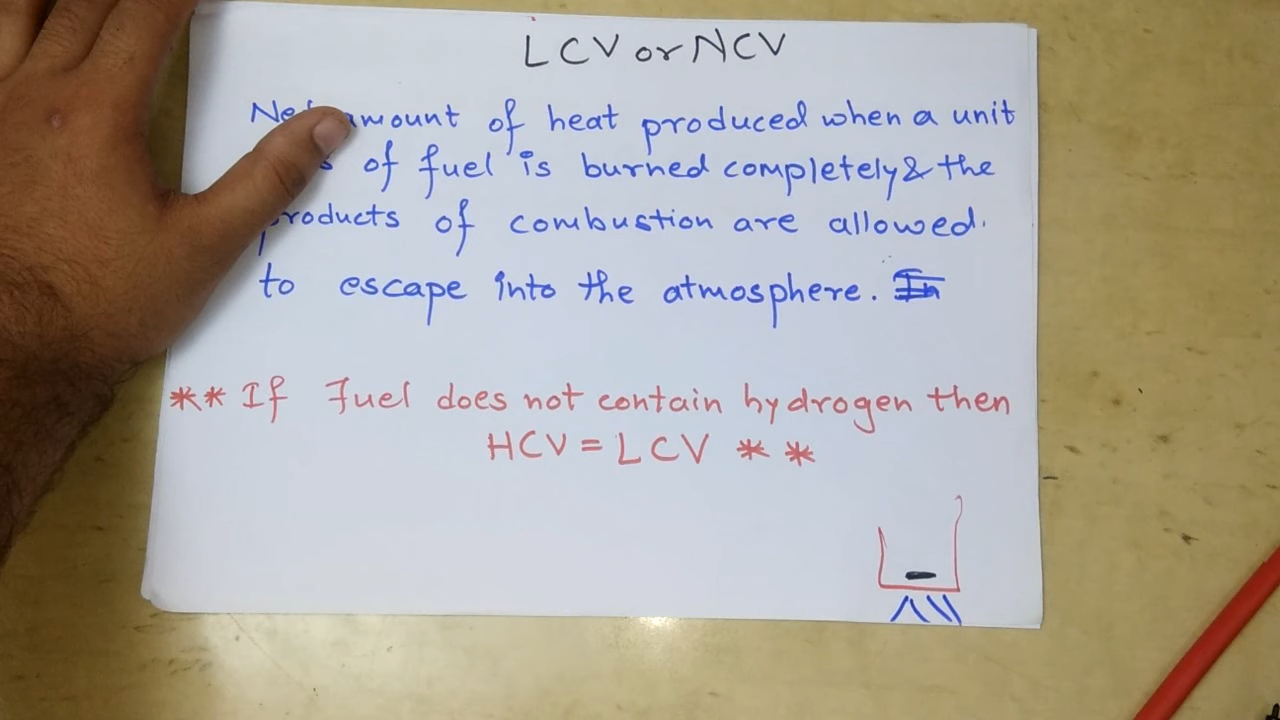 LCV or NCV
Net amount of heat produced when a unit
of fuel is burned completely & the
products of combustion are allowed.
to escape into the atmosphere.
** If Fuel does not contain hydrogen then
HCV = LCV **